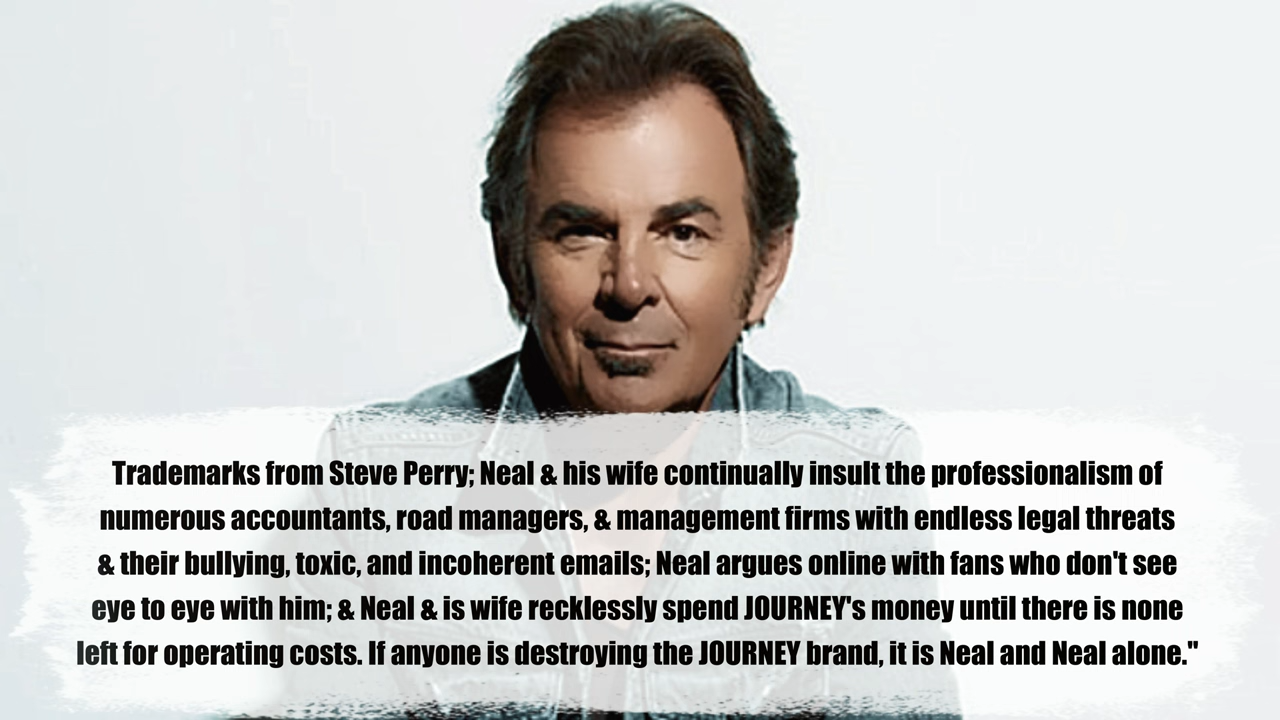 Trademarks from Steve Perry; Neal & his wife continually insult the professionalism of
numerous accountants, road managers, & management firms with endless legal threats
& their bullying, toxic, and incoherent emails; Neal argues online with fans who don't see
eye to eye with him; & Neal & is wife recklessly spend JOURNEY's money until there is none
left for operating costs. If anyone is destroying the JOURNEY brand, it is Neal and Neal alone."